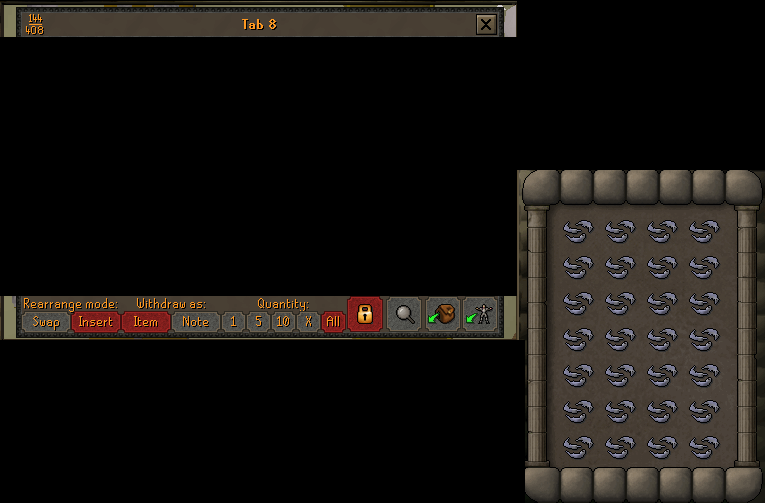 144
408
Tab 8
Rearrange mode: Withdraw as: Quantity:
Swap Insert Item Note 1 5 10 X All